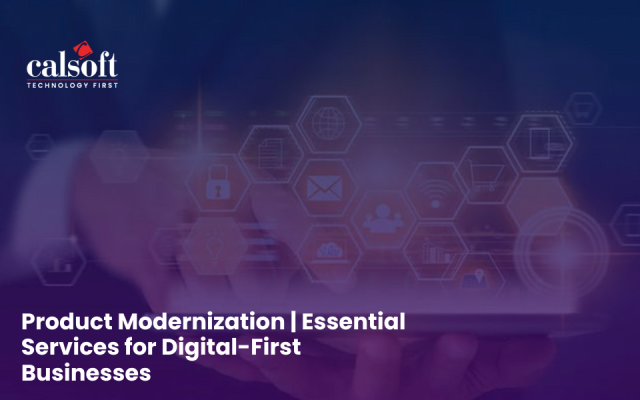 calsoft
TECHNOLOGY FIRST
Product Modernization | Essential
Services for Digital-First
Businesses